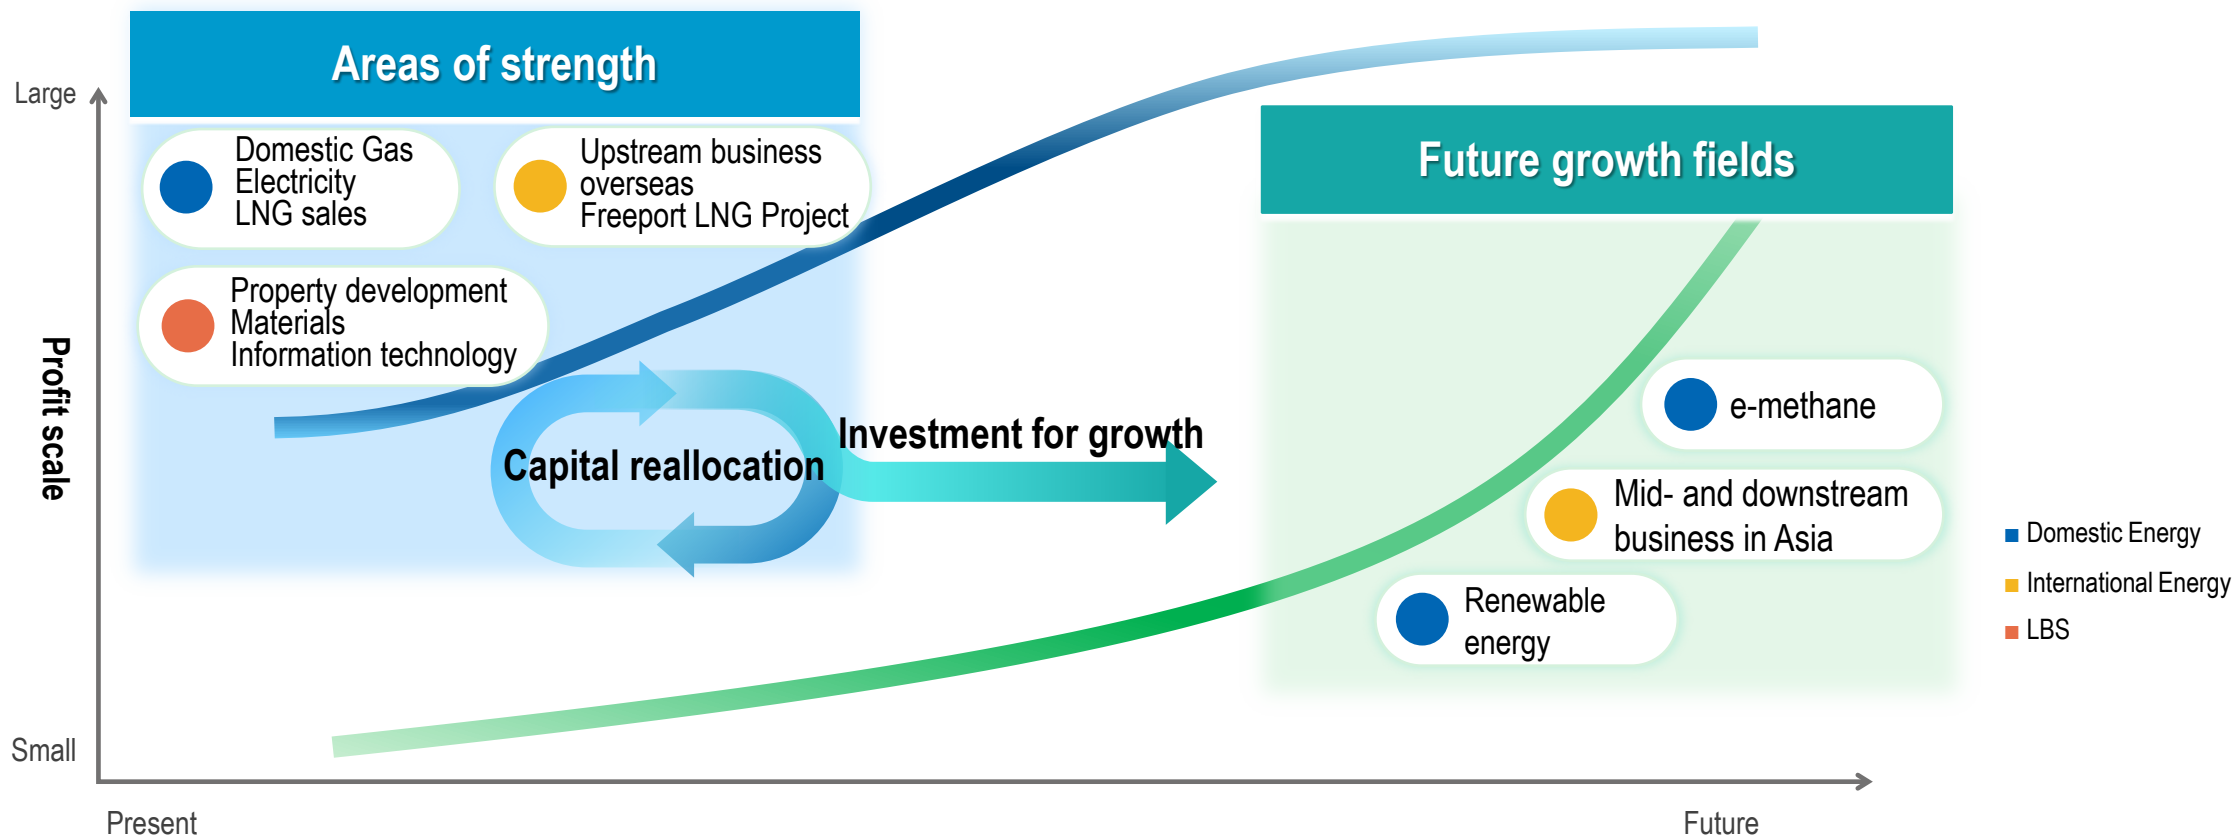 Areas of strength
Large
Domestic Gas
Electricity
LNG sales
Upstream business
overseas
Freeport LNG Project
Property development
Materials
Information technology
Profit scale
Capital reallocation
Investment for growth
Future growth fields
e-methane
Mid- and downstream
business in Asia
Renewable
energy
Domestic Energy
International Energy
LBS
Small
Present
Future